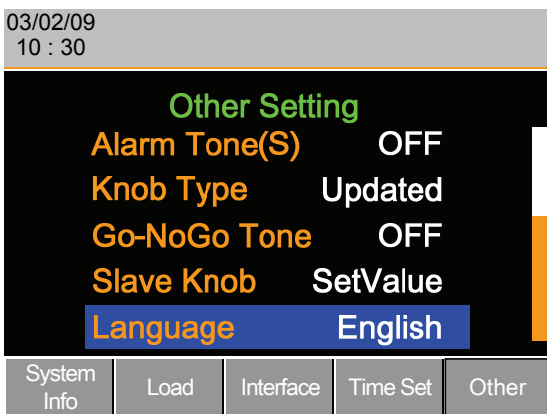 03/02/09
10 : 30
Other Setting
Alarm Tone(S) OFF
Knob Type Updated
Go-NoGo Tone OFF
Slave Knob SetValue
Language English
System Info Load Interface Time Set Other